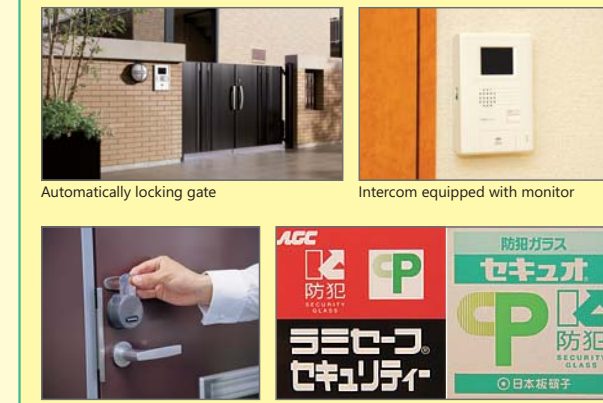 Automatically locking gate
Intercom equipped with monitor
AGC
防犯
SECURITY
GLASS
CP
ラミセーフ®
セキュリティー
防犯ガラス
セキュオ®
CP
防犯
SECURITY
GLASS
日本板硝子